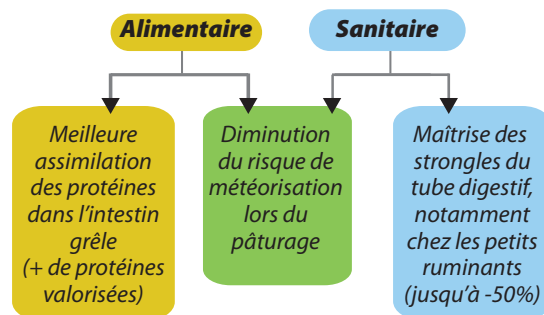 Alimentaire
Sanitaire
Meilleure
assimilation
des protéines
dans l'intestin
grêle
(+ de protéines
valorisées)
Diminution
du risque de
météorisation
lors du
pâturage
Maîtrise des
strongles du
tube digestif,
notamment
chez les petits
ruminants
(jusqu'à -50%)